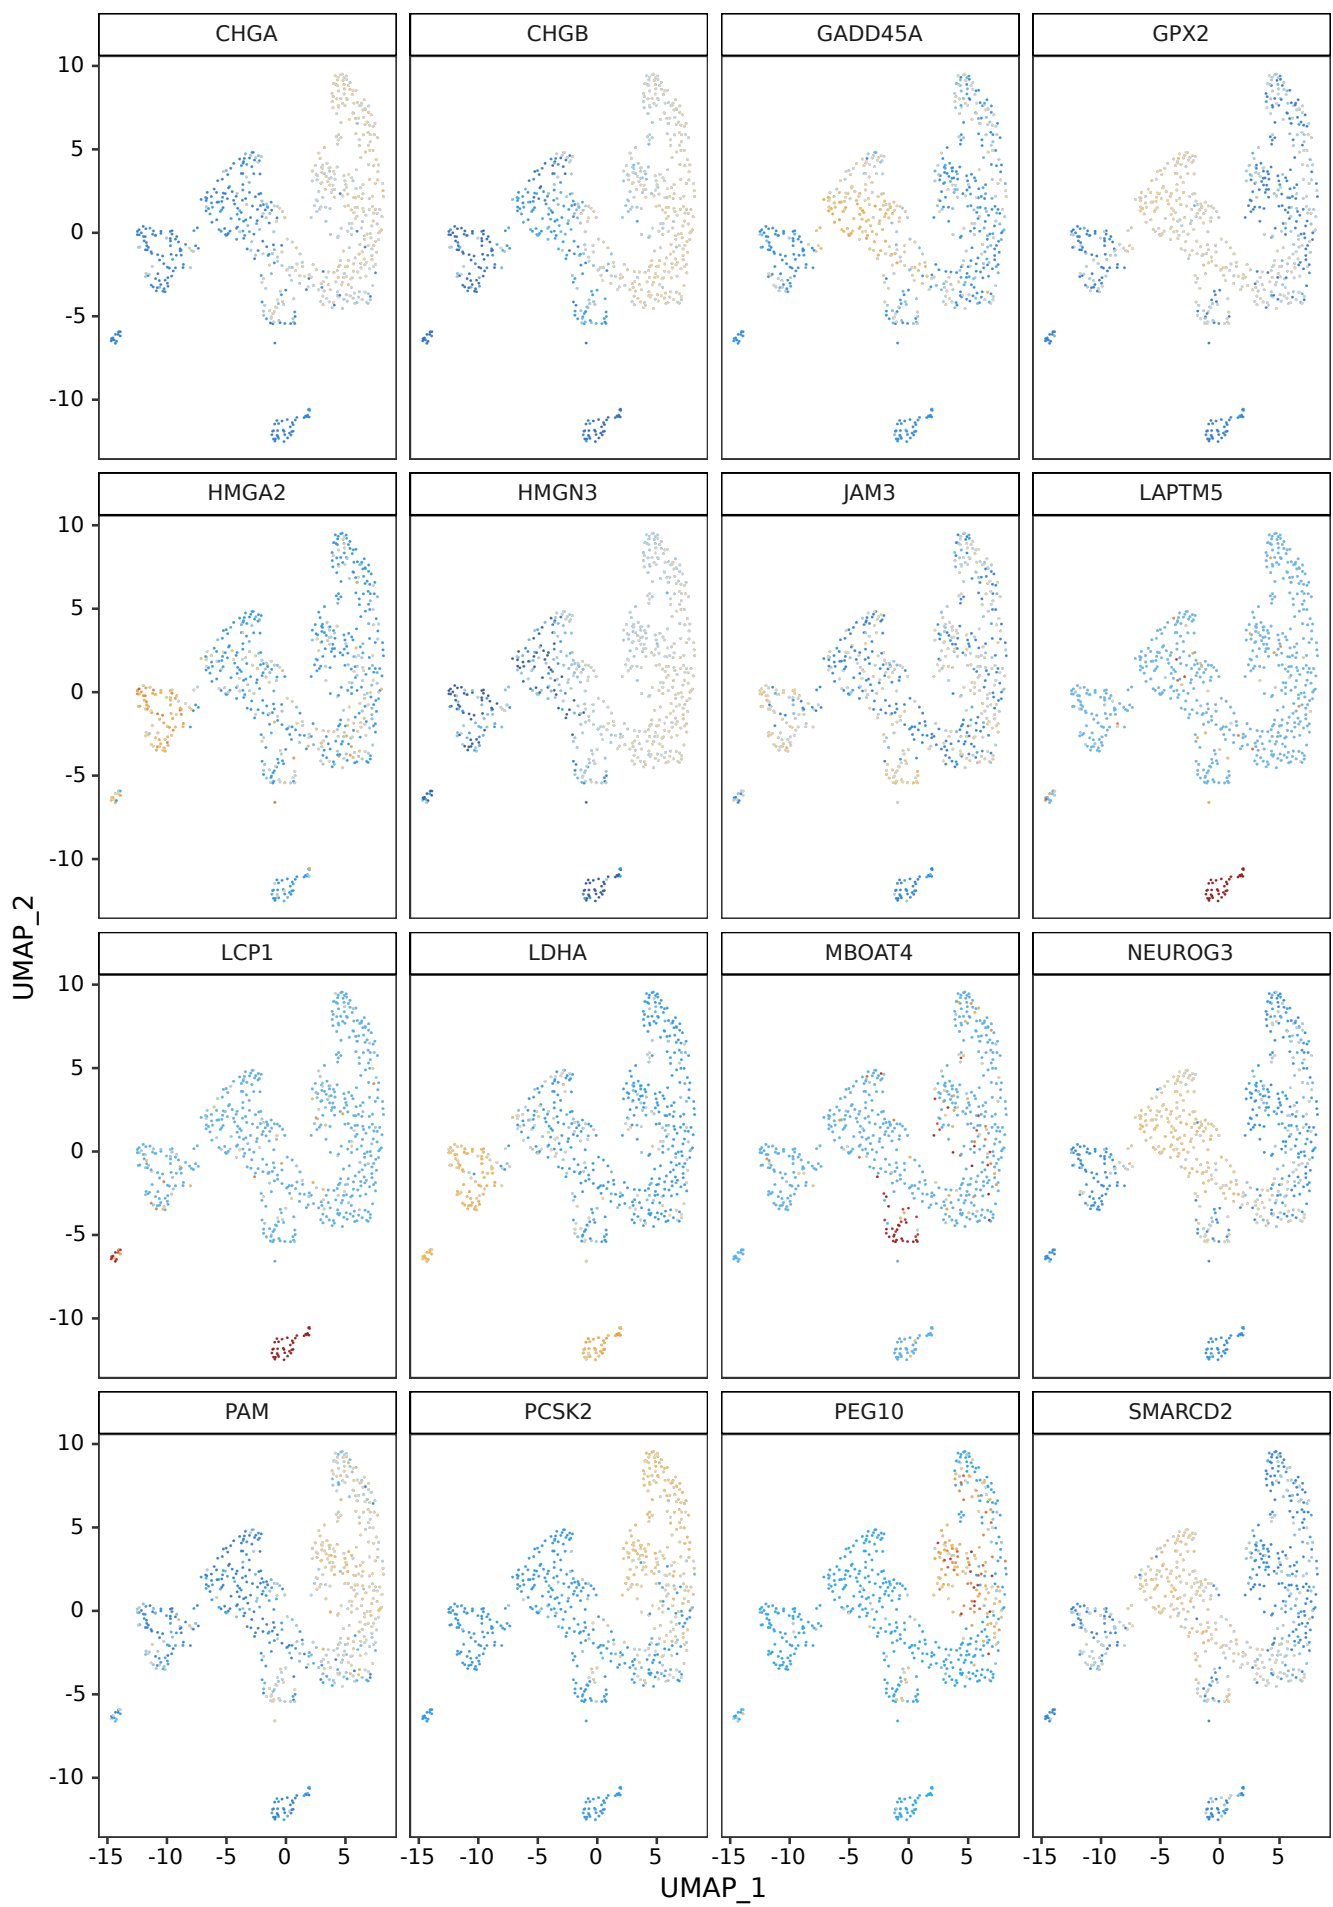 CHGA CHGB GADD45A GPX2
10
5
0
-5
-10
HMGA2 HMGN3 JAM3 LAPTM5
10
5
0
-5
-10
UMAP_2
LCP1 LDHA MBOAT4 NEUROG3
10
5
0
-5
-10
PAM PCSK2 PEG10 SMARCD2
10
5
0
-5
-10
-15 -10 -5 0 5 -15 -10 -5 0 5 -15 -10 -5 0 5 -15 -10 -5 0 5
UMAP_1